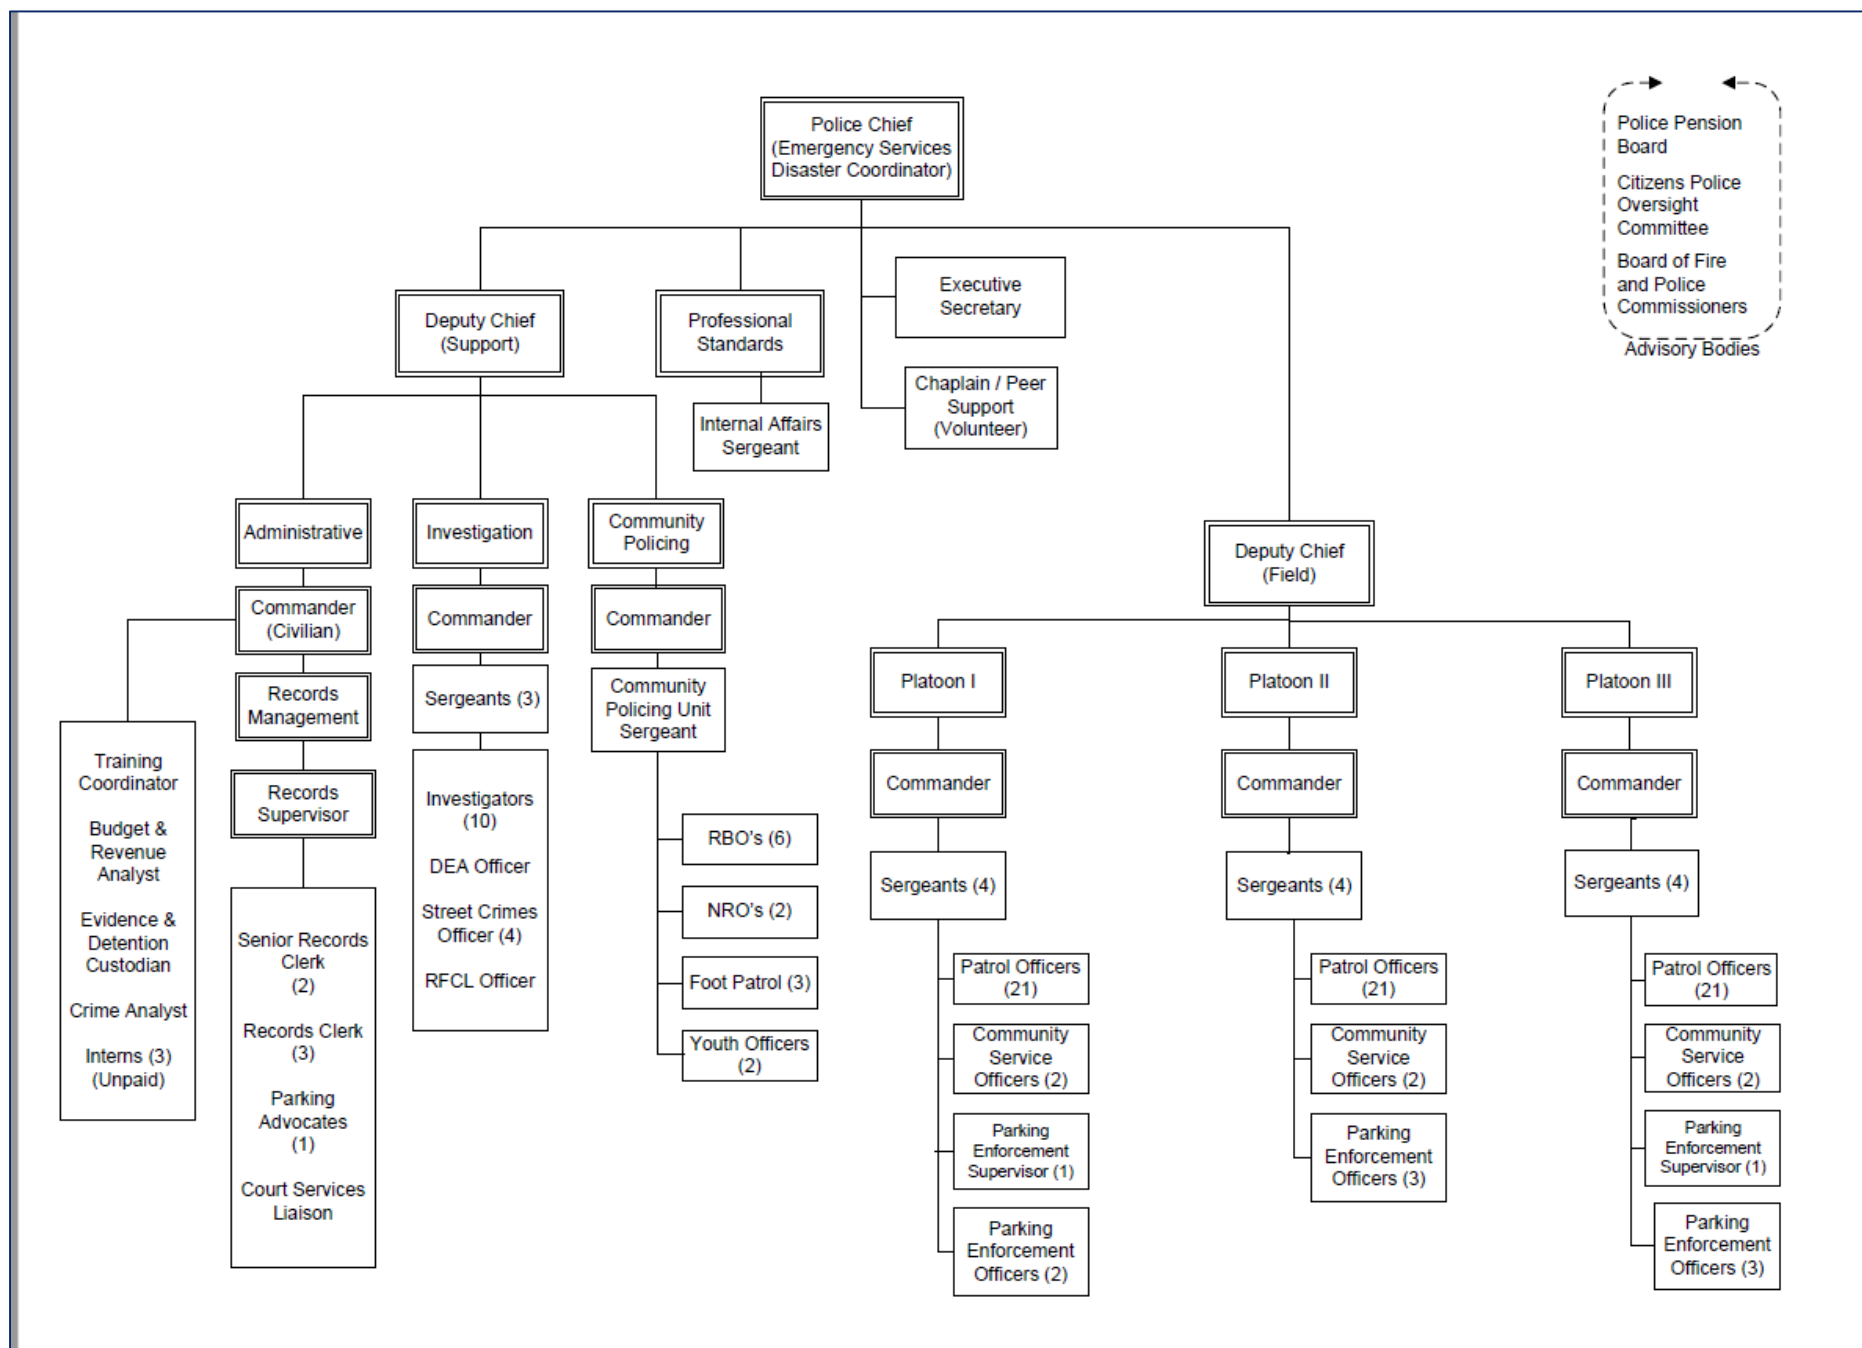 Police Chief
(Emergency Services
Disaster Coordinator)
Police Pension
Board
Citizens Police
Oversight
Committee
Board of Fire
and Police
Commissioners
Advisory Bodies
Executive
Secretary
Deputy Chief
(Support)
Professional
Standards
Chaplain / Peer
Support
(Volunteer)
Internal Affairs
Sergeant
Administrative
Investigation
Community
Policing
Deputy Chief
(Field)
Commander
(Civilian)
Commander
Commander
Records
Management
Sergeants (3)
Community
Policing Unit
Sergeant
Platoon I
Platoon II
Platoon III
Training
Coordinator
Budget &
Revenue
Analyst
Evidence &
Detention
Custodian
Crime Analyst
Interns (3)
(Unpaid)
Records
Supervisor
Senior Records
Clerk
(2)
Records Clerk
(3)
Parking
Advocates
(1)
Court Services
Liaison
Investigators
(10)
DEA Officer
Street Crimes
Officer (4)
RFCL Officer
RBO's (6)
NRO's (2)
Foot Patrol (3)
Youth Officers
(2)
Commander
Commander
Commander
Sergeants (4)
Sergeants (4)
Sergeants (4)
Patrol Officers
(21)
Community
Service
Officers (2)
Parking
Enforcement
Supervisor (1)
Parking
Enforcement
Officers (2)
Patrol Officers
(21)
Community
Service
Officers (2)
Parking
Enforcement
Officers (3)
Patrol Officers
(21)
Community
Service
Officers (2)
Parking
Enforcement
Supervisor (1)
Parking
Enforcement
Officers (3)